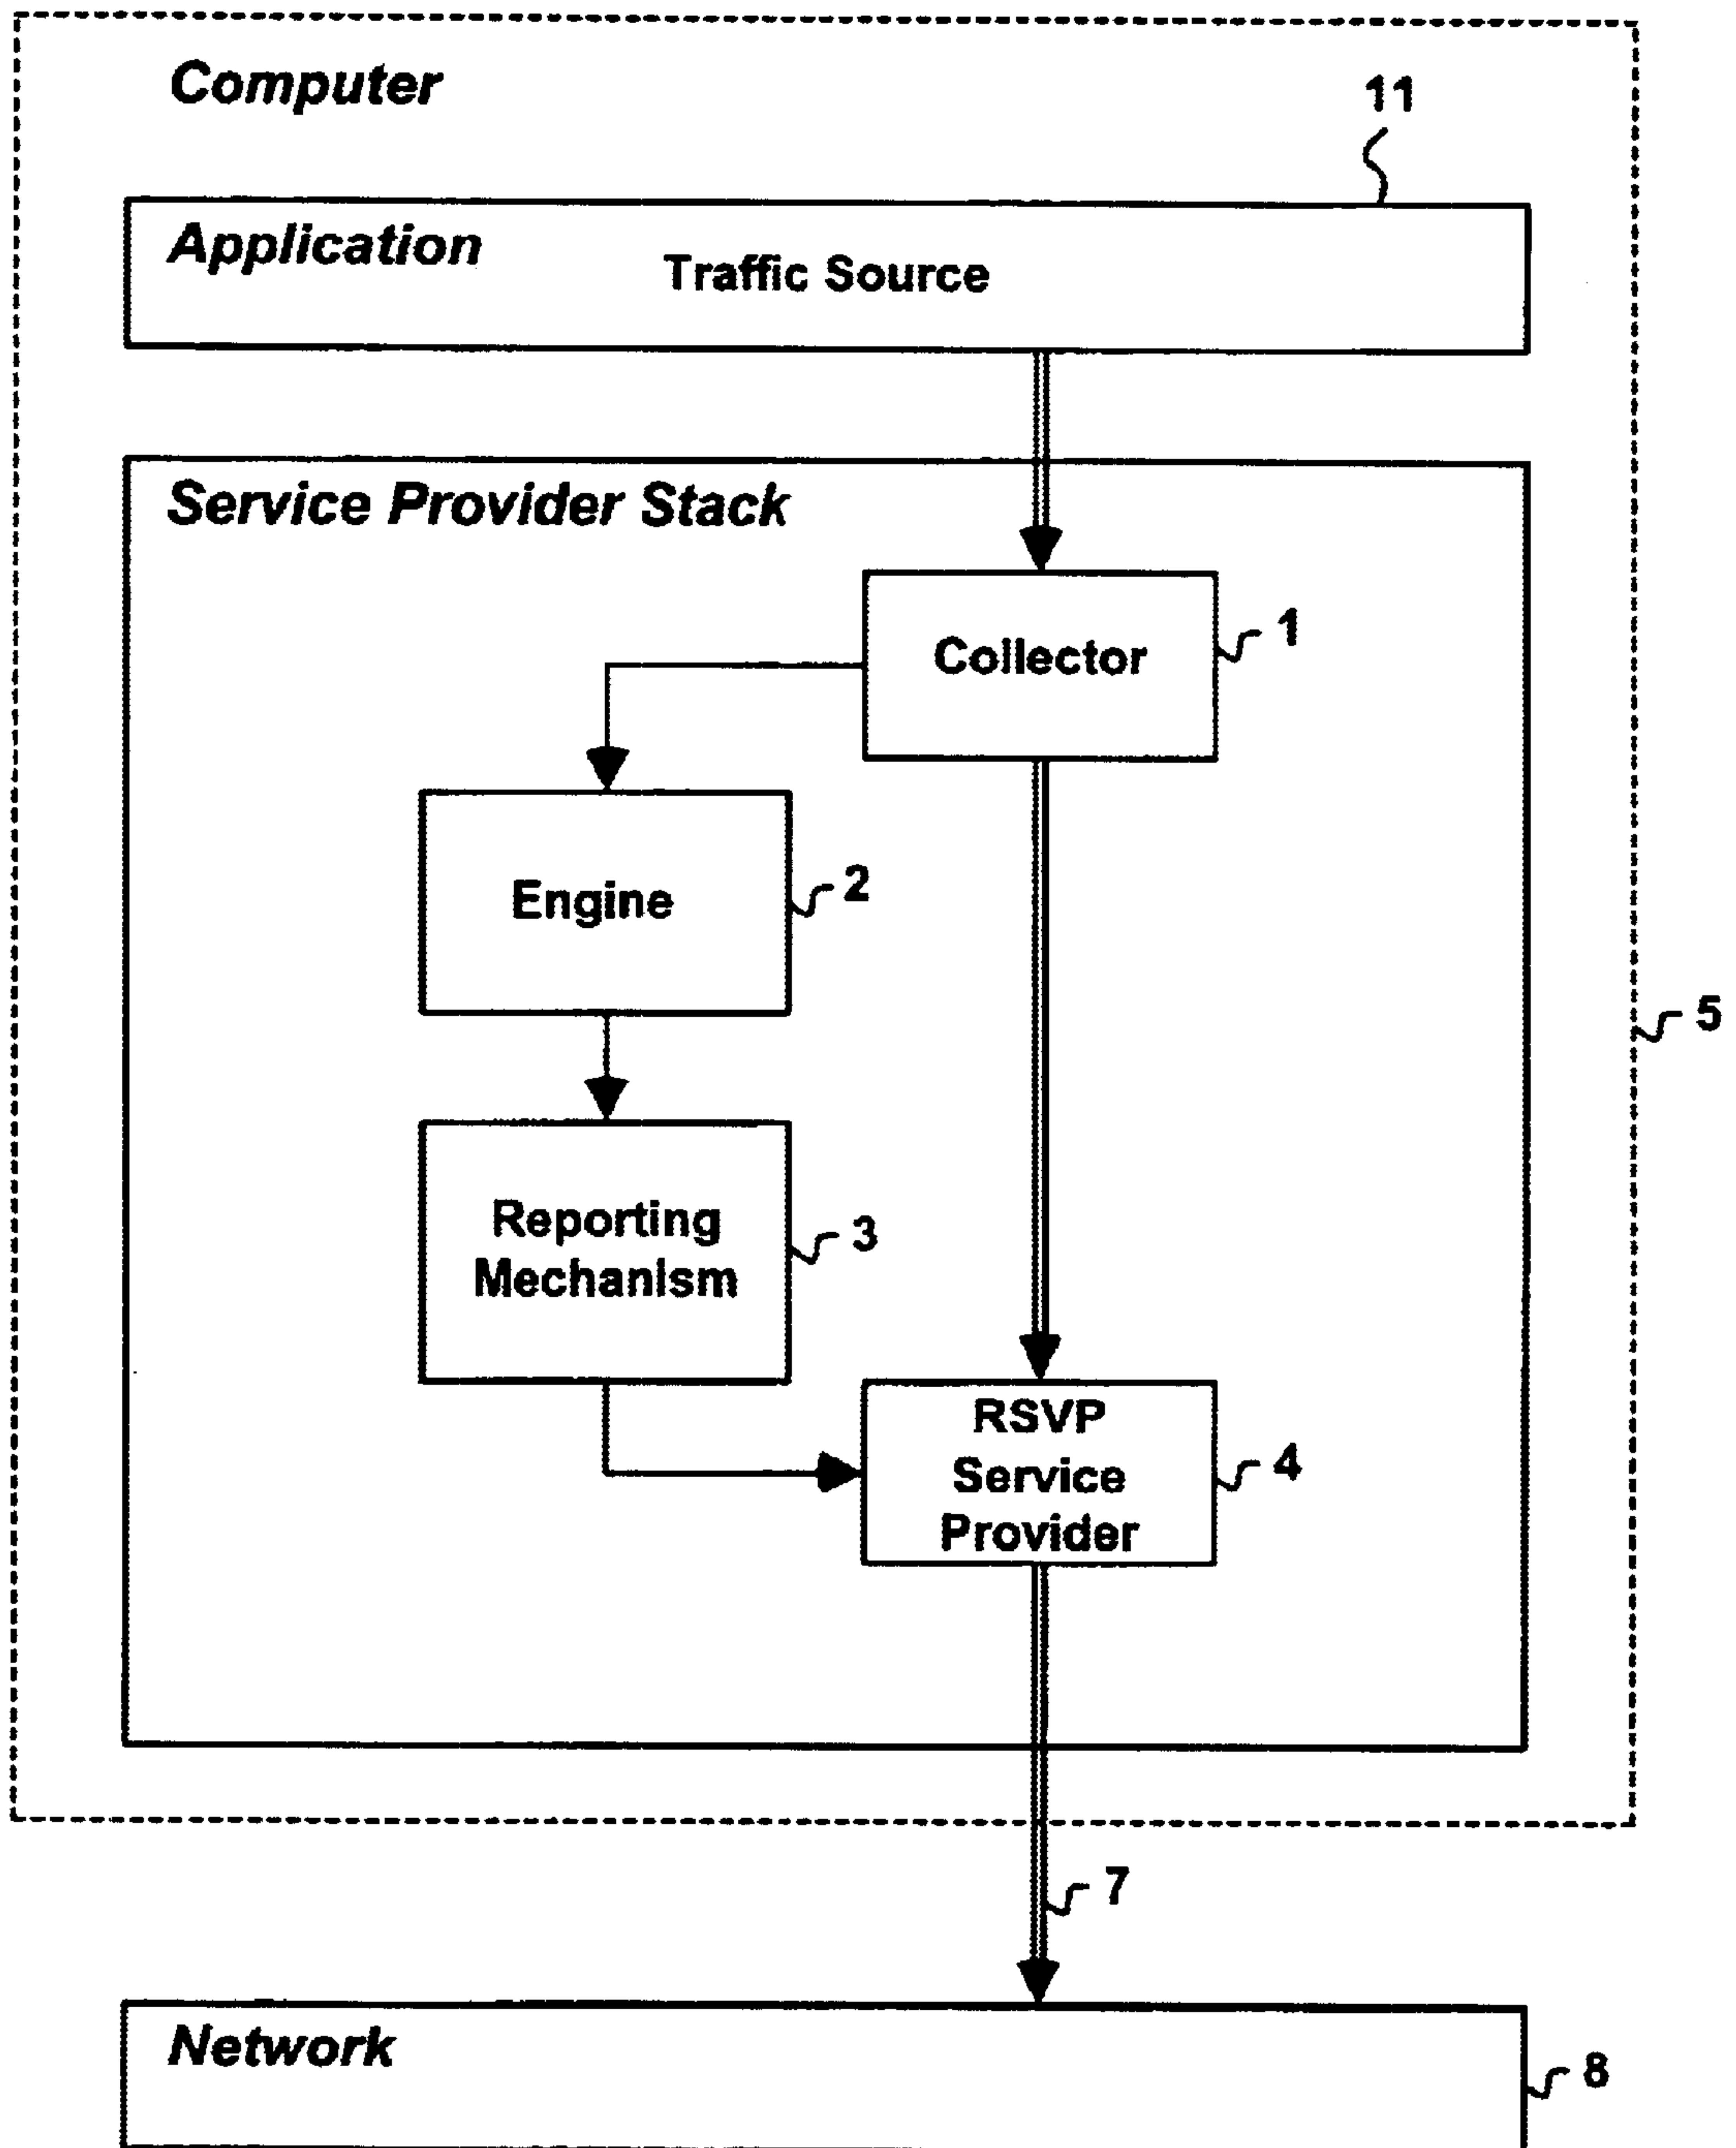 Computer
11
Application
Traffic Source
Service Provider Stack
Collector
1
Engine
2
Reporting
Mechanism
3
RSVP
Service
Provider
4
5
7
Network
8